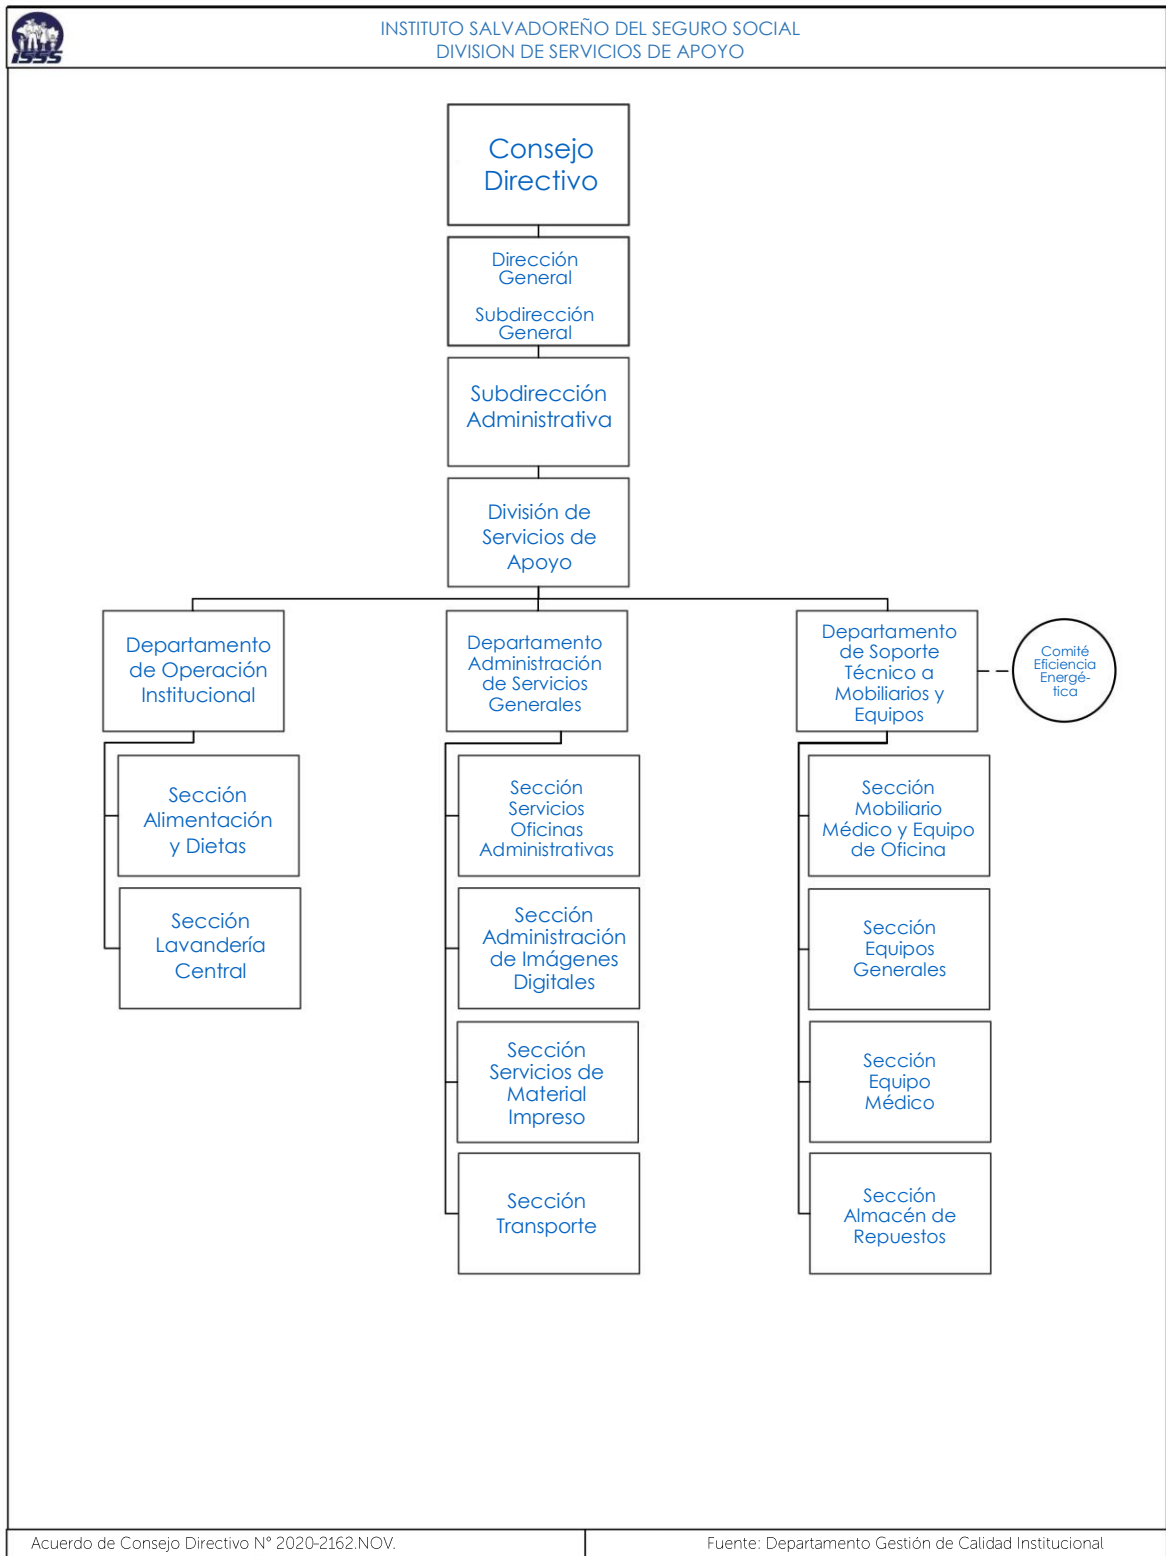 ISSS
INSTITUTO SALVADOREÑO DEL SEGURO SOCIAL
DIVISION DE SERVICIOS DE APOYO
Consejo
Directivo
Dirección
General
Subdirección
General
Subdirección
Administrativa
División de
Servicios de
Apoyo
Departamento
de Operación
Institucional
Departamento
Administración
de Servicios
Generales
Departamento
de Soporte
Técnico a
Mobiliarios y
Equipos
Comité
Eficiencia
Energé-
tica
Sección
Alimentación
y Dietas
Sección
Lavandería
Central
Sección
Servicios
Oficinas
Administrativas
Sección
Administración
de Imágenes
Digitales
Sección
Servicios de
Material
Impreso
Sección
Transporte
Sección
Mobiliario
Médico y Equipo
de Oficina
Sección
Equipos
Generales
Sección
Equipo
Médico
Sección
Almacén de
Repuestos
Acuerdo de Consejo Directivo N° 2020-2162.NOV.
Fuente: Departamento Gestión de Calidad Institucional